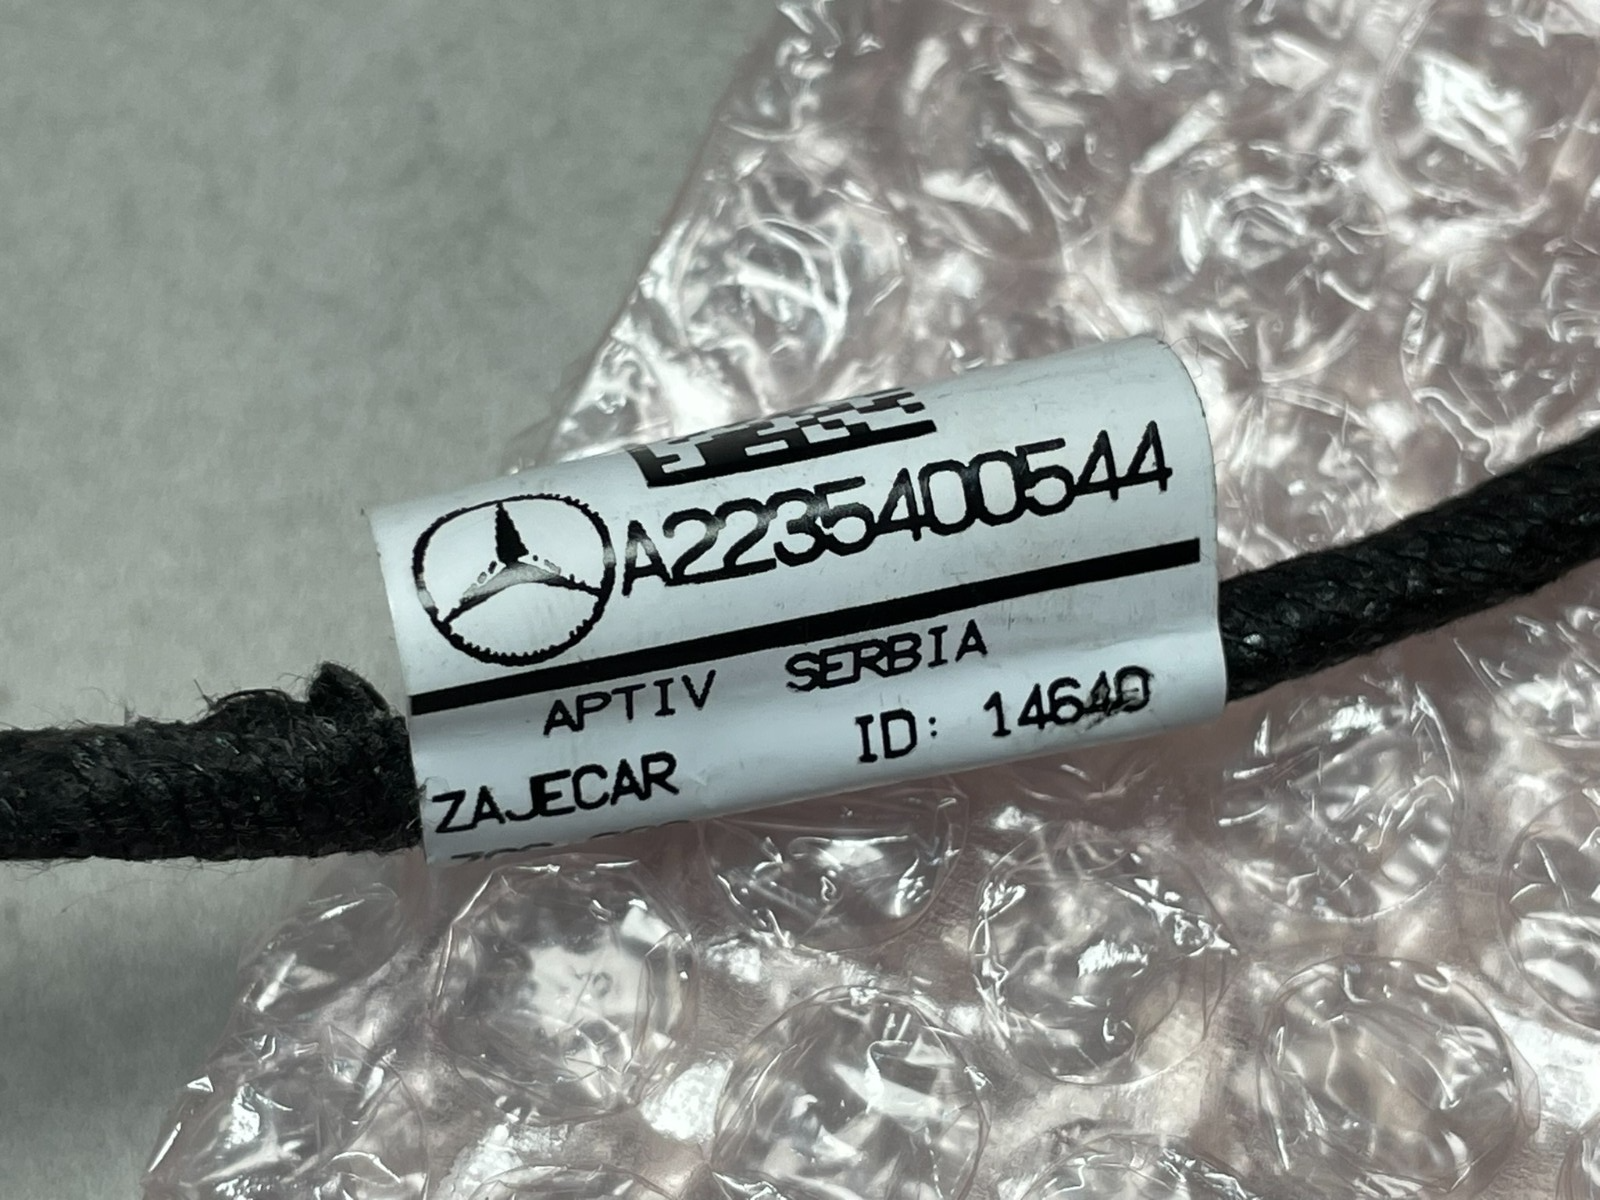 A2235400544
APTIV SERBIA
ZAJECAR ID: 14640